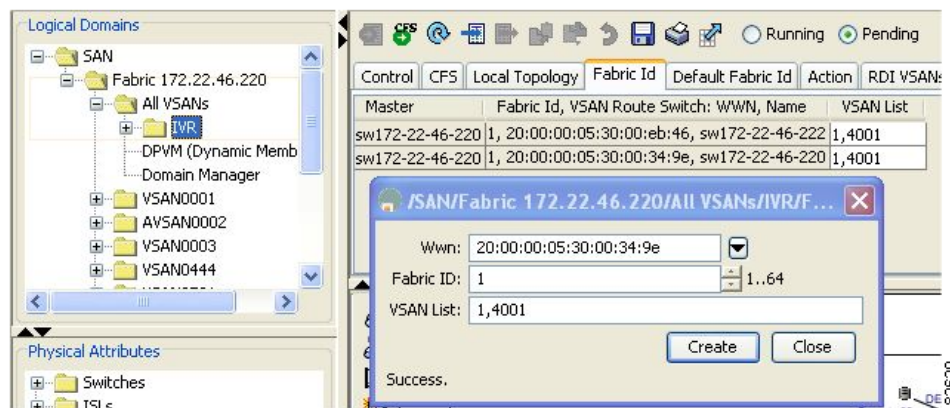 Logical Domains
SAN
Fabric 172.22.46.220
All VSANs
IVR
DPVM (Dynamic Memb
Domain Manager
VSAN0001
AVSAN0002
VSAN0003
VSAN0444
Physical Attributes
Switches
ISLs
CFS
Running Pending
Control CFS Local Topology Fabric Id Default Fabric Id Action RDI VSANs
Master Fabric Id, VSAN Route Switch: WWN, Name VSAN List
sw172-22-46-220 1, 20:00:00:05:30:00:eb:46, sw172-22-46-222 1,4001
sw172-22-46-220 1, 20:00:00:05:30:00:34:9e, sw172-22-46-220 1,4001
/SAN/Fabric 172.22.46.220/All VSANs/IVR/F...
Wwn: 20:00:00:05:30:00:34:9e
Fabric ID: 1 1..64
VSAN List: 1,4001
Create Close
Success.
DE